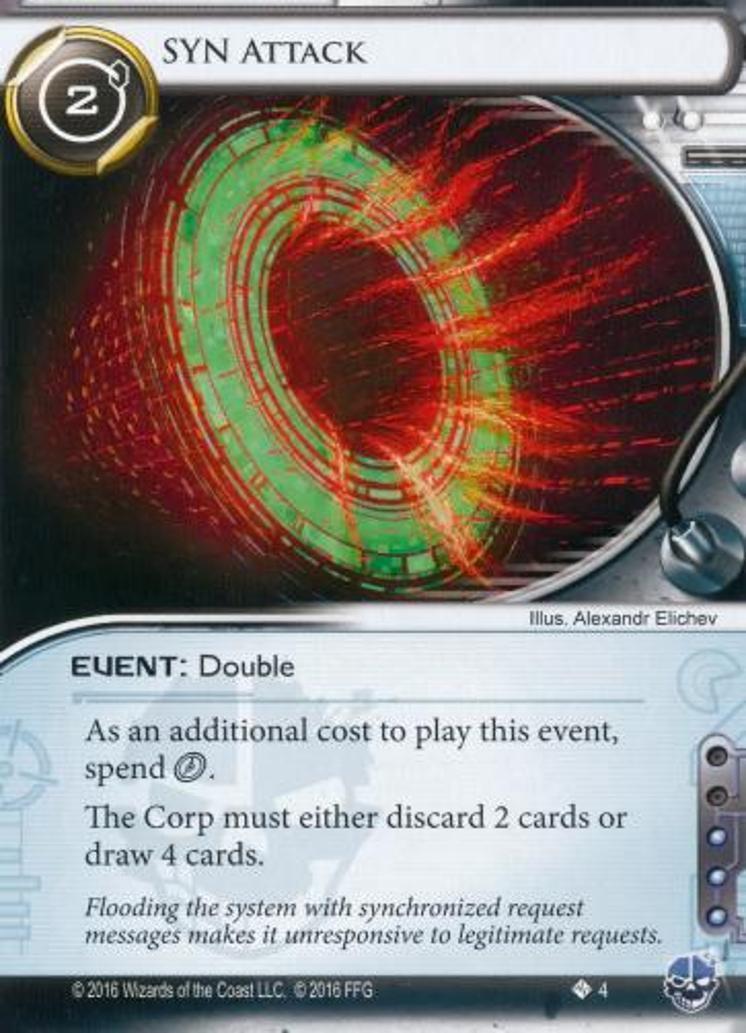 SYN Attack
2
Illus. Alexandr Elichev
EVENT: Double
As an additional cost to play this event,
spend .
The Corp must either discard 2 cards or
draw 4 cards.
Flooding the system with synchronized request
messages makes it unresponsive to legitimate requests.
© 2016 Wizards of the Coast LLC. © 2016 FFG
4